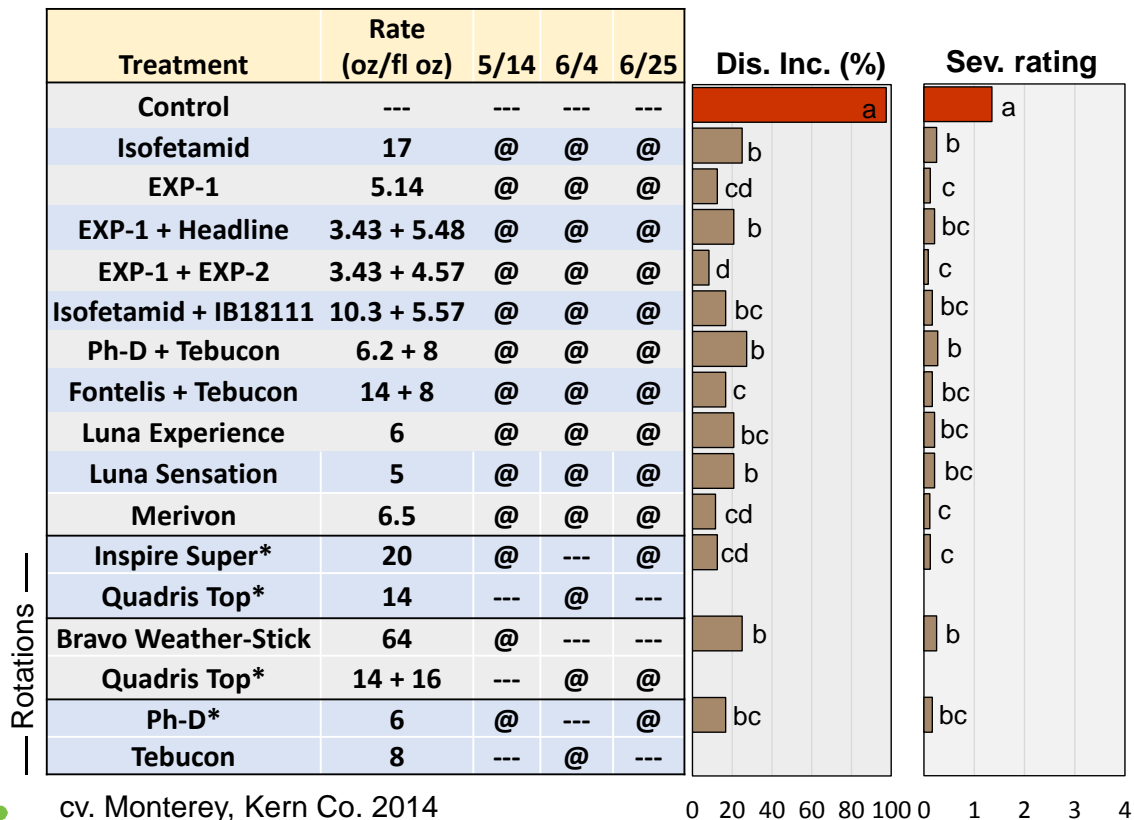 Treatment Rate (oz/fl oz) 5/14 6/4 6/25 Dis. Inc. (%) Sev. rating
Control --- --- --- --- a a
Isofetamid 17 @ @ @ b b
EXP-1 5.14 @ @ @ cd c
EXP-1 + Headline 3.43 + 5.48 @ @ @ b bc
EXP-1 + EXP-2 3.43 + 4.57 @ @ @ d c
Isofetamid + IB18111 10.3 + 5.57 @ @ @ bc bc
Ph-D + Tebucon 6.2 + 8 @ @ @ b b
Fontelis + Tebucon 14 + 8 @ @ @ c bc
Luna Experience 6 @ @ @ bc bc
Luna Sensation 5 @ @ @ b bc
Merivon 6.5 @ @ @ cd c
Rotations
Inspire Super* 20 @ --- @ cd c
Quadris Top* 14 --- @ ---
Bravo Weather-Stick 64 @ --- --- b b
Quadris Top* 14 + 16 --- @ @
Ph-D* 6 @ --- @ bc bc
Tebucon 8 --- @ ---
cv. Monterey, Kern Co. 2014 0 20 40 60 80 100 0 1 2 3 4